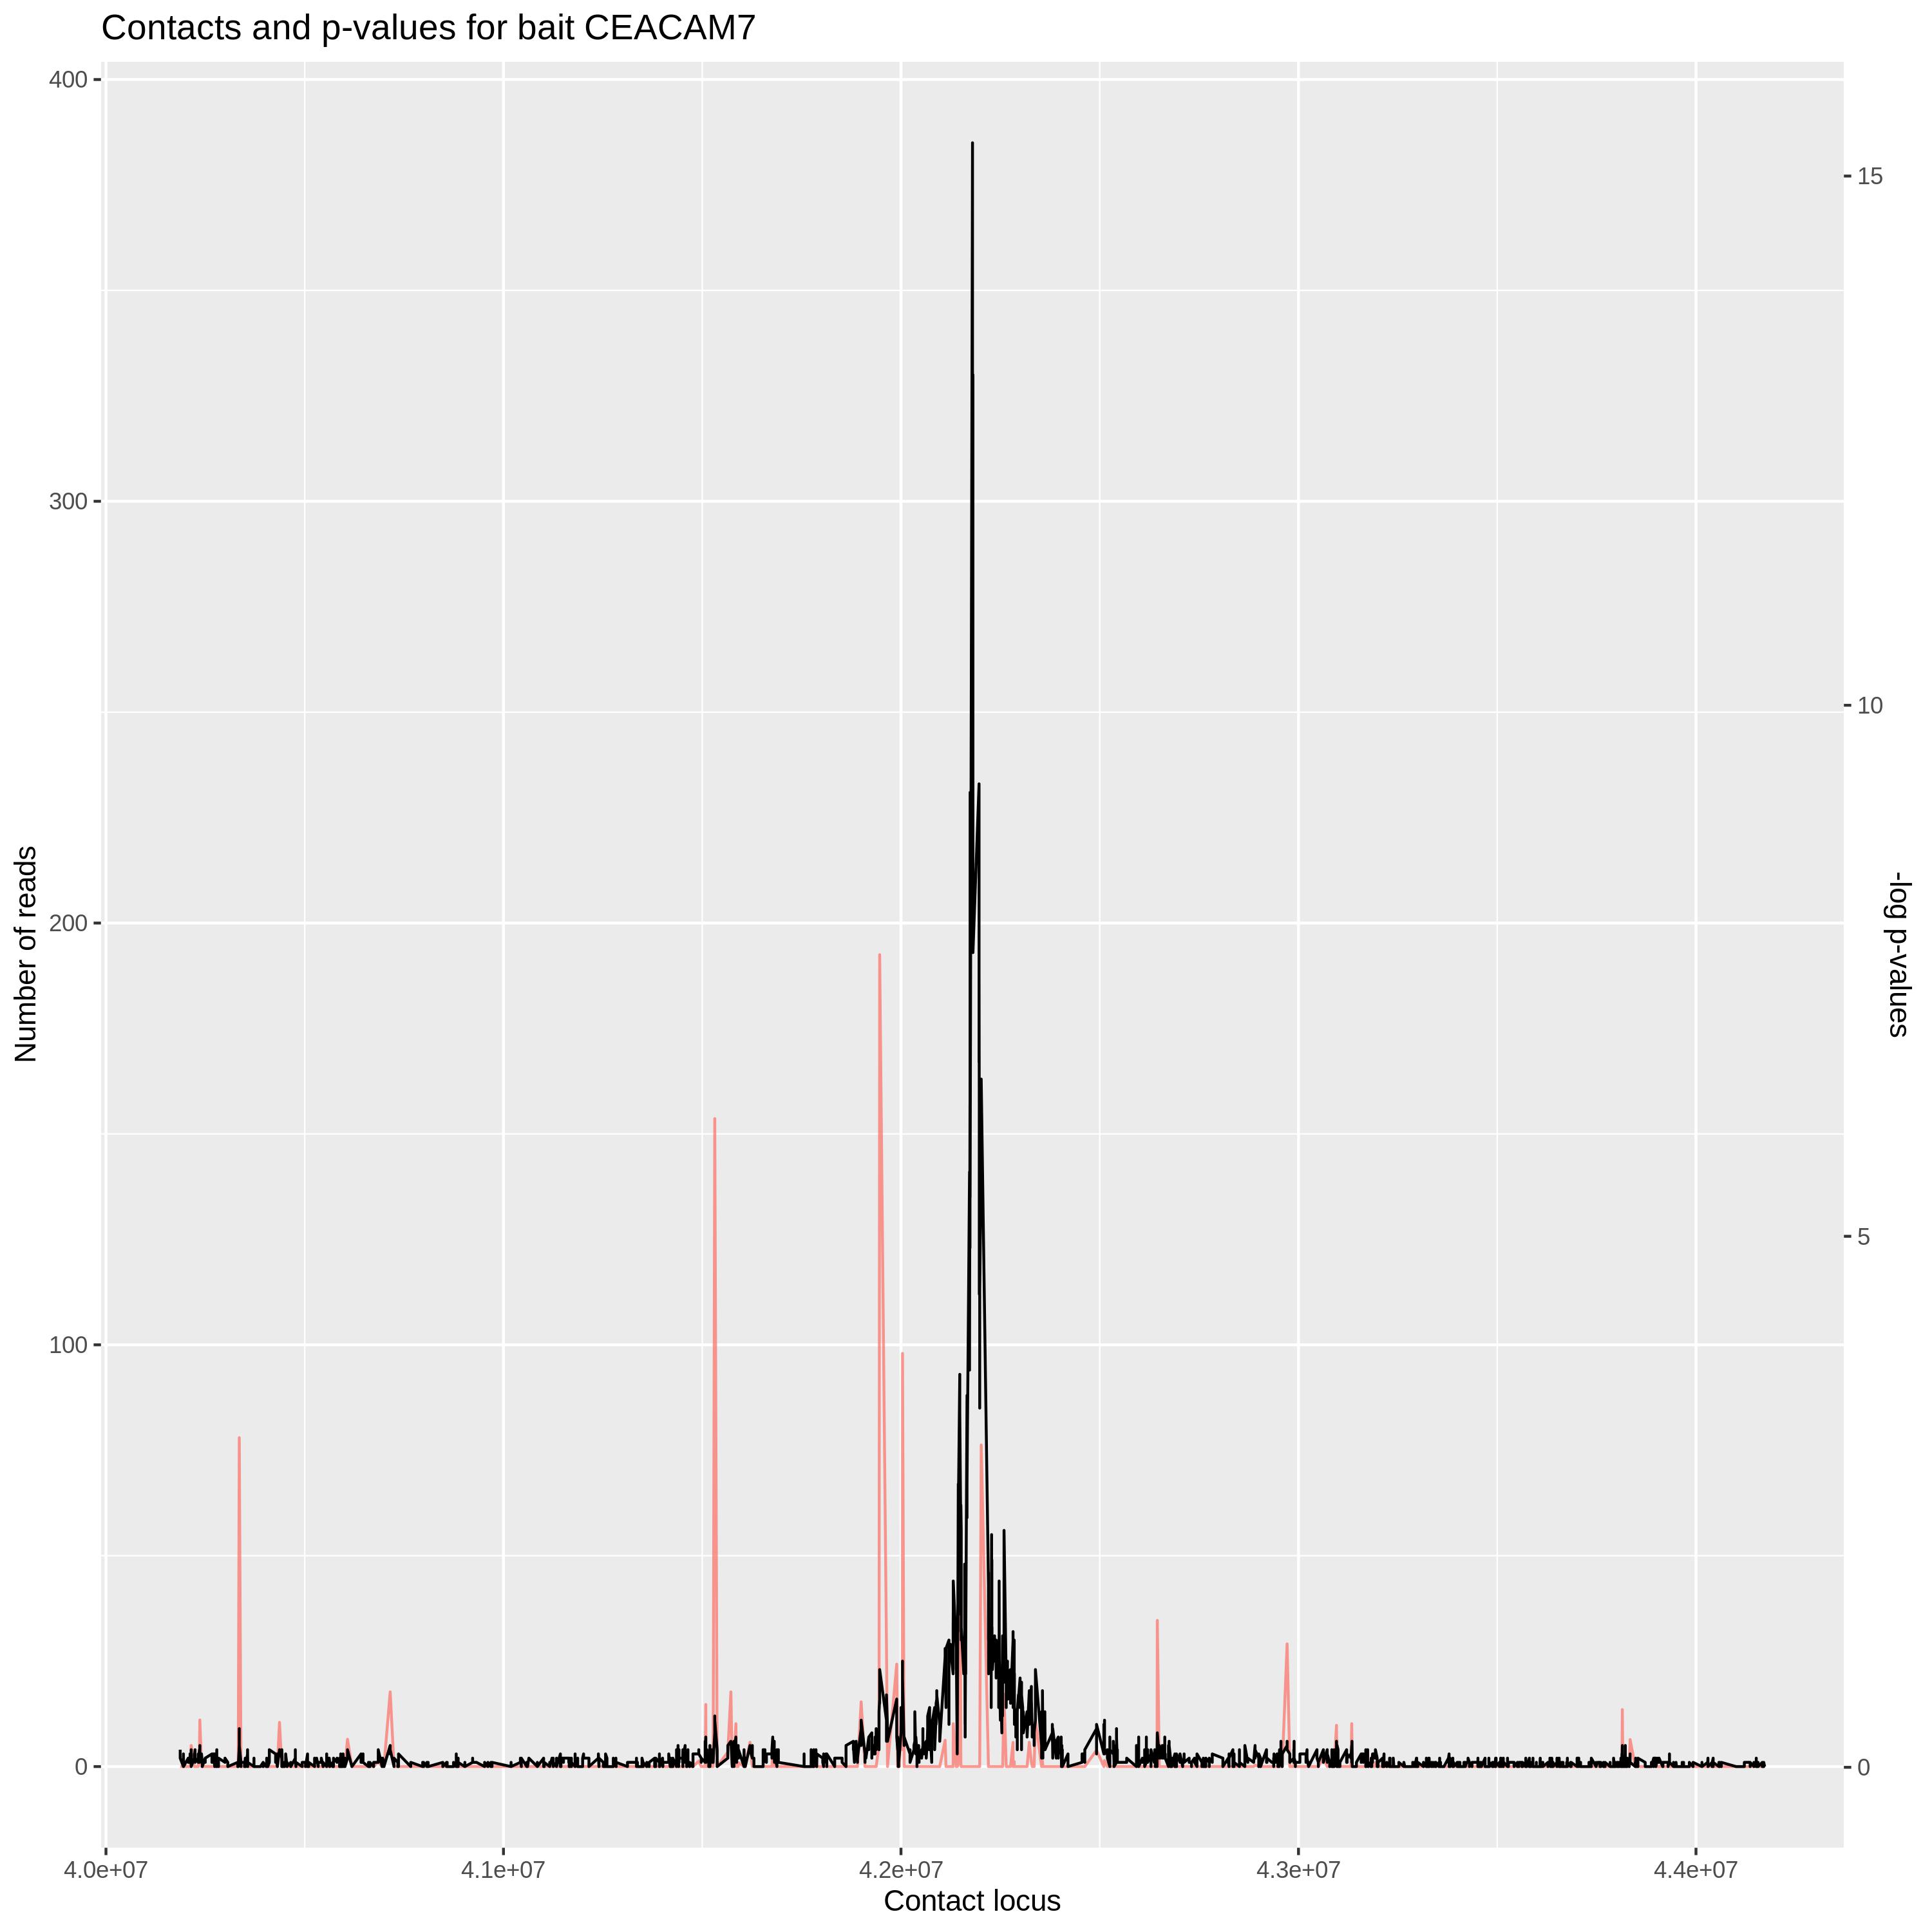 Contacts and p-values for bait CEACAM7
400
300
200
100
0
15
10
5
0
Number of reads
-log p-values
4.0e+07
4.1e+07
4.2e+07
4.3e+07
4.4e+07
Contact locus